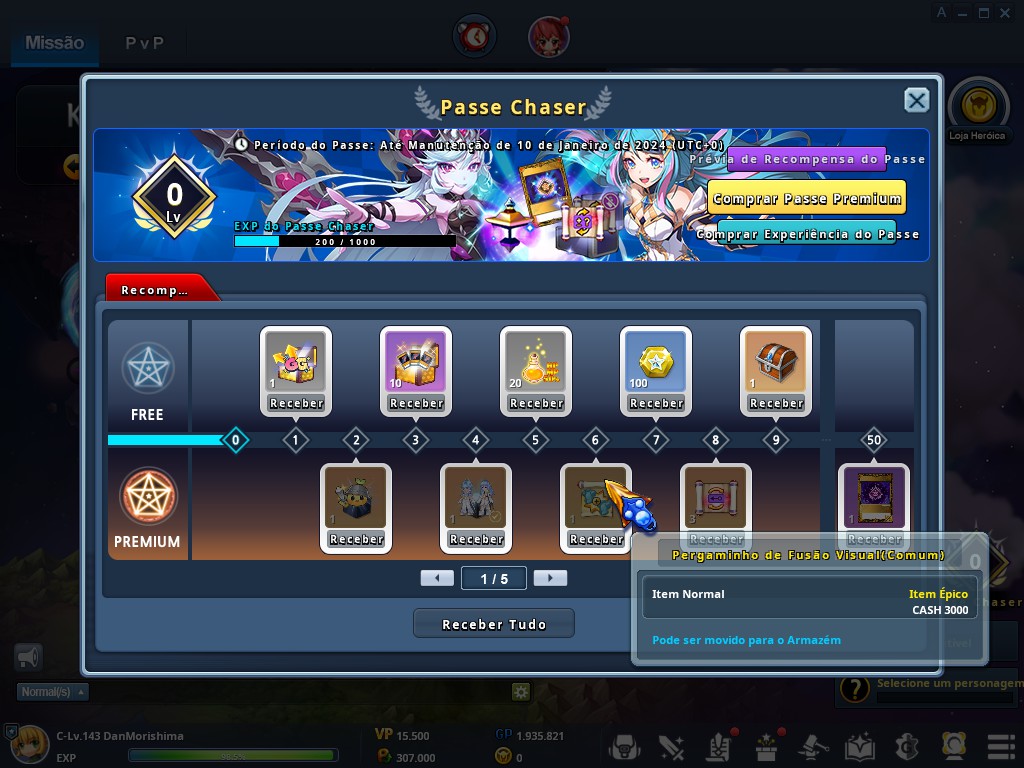 A
Missão
P v P
K
Passe Chaser
Loja Heróica
Período do Passe: Até Manutenção de 10 de Janeiro de 2024 (UTC+0)
Prévia de Recompensa do Passe
0
Lv
Comprar Passe Premium
EXP do Passe Chaser
200 / 1000
Comprar Experiência do Passe
Recomp...
1
10
20
100
1
Receber
Receber
Receber
Receber
Receber
FREE
0
1
2
3
4
5
6
7
8
9
...
50
1
1
1
3
1
PREMIUM
Receber
Receber
Receber
Receber
Receber
Pergaminho de Fusão Visual(Comum)
0
1 / 5
Item Normal
Item Épico
CASH 3000
haser
Receber Tudo
Pode ser movido para o Armazém
Normal(/s)
?
Selecione um personagem
C-Lv.143 DanMorishima
VP 15.500
GP 1.935.821
EXP
307.000
0